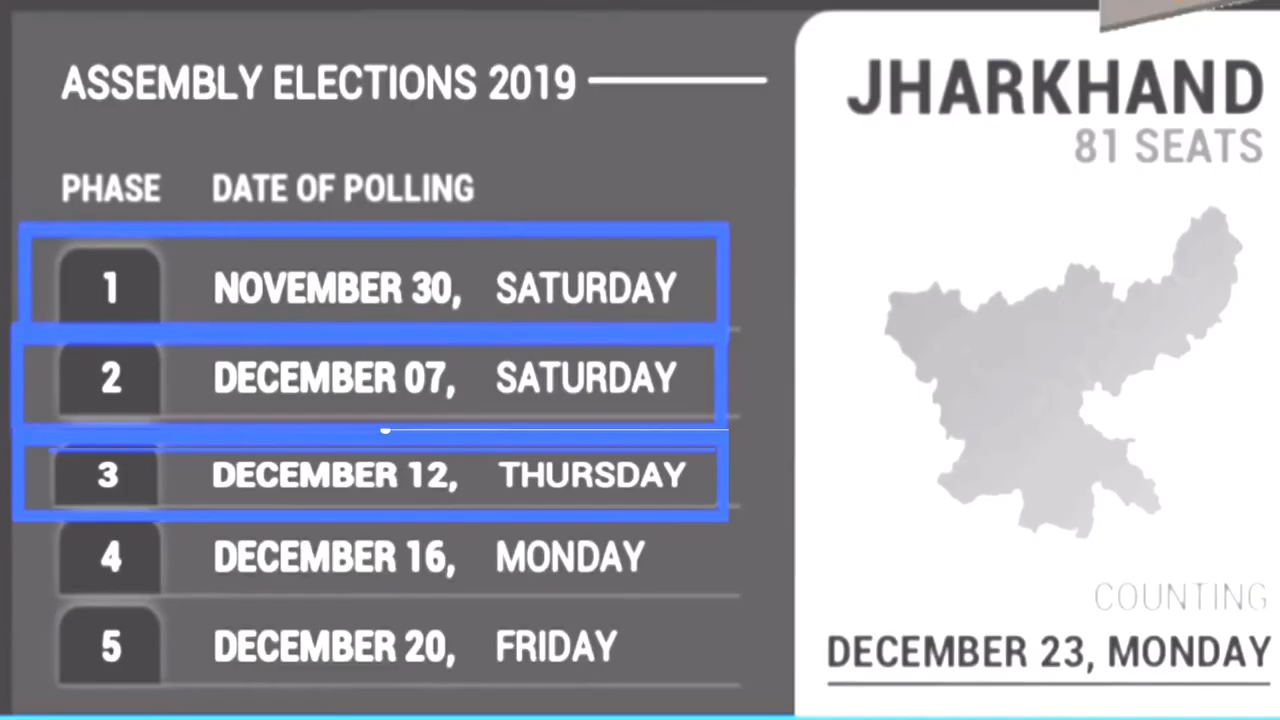 ASSEMBLY ELECTIONS 2019
PHASE DATE OF POLLING
1 NOVEMBER 30, SATURDAY
2 DECEMBER 07, SATURDAY
3 DECEMBER 12, THURSDAY
4 DECEMBER 16, MONDAY
5 DECEMBER 20, FRIDAY
JHARKHAND
81 SEATS
COUNTING
DECEMBER 23, MONDAY